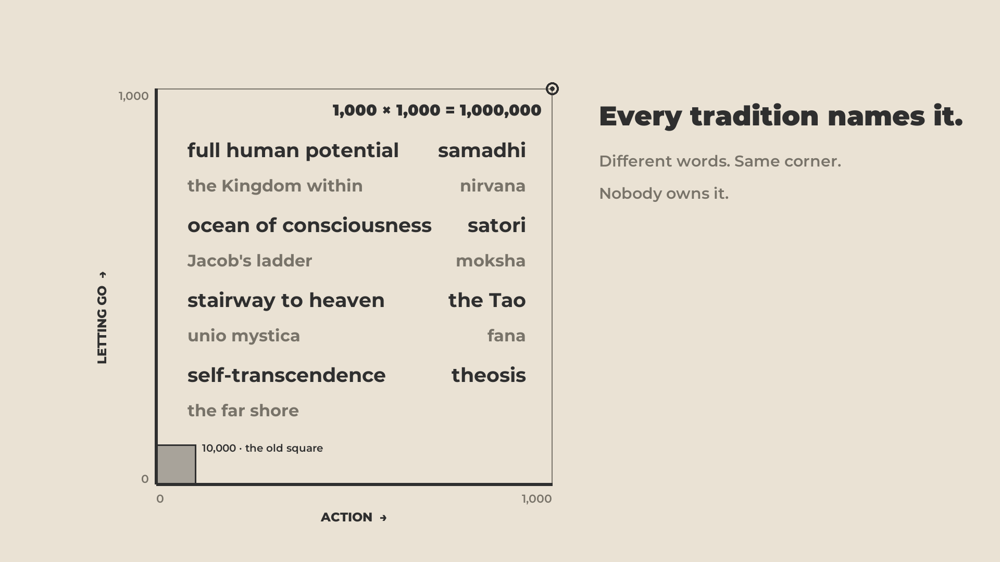 1,000
1,000 × 1,000 = 1,000,000
full human potential samadhi
the Kingdom within nirvana
ocean of consciousness satori
Jacob's ladder moksha
stairway to heaven the Tao
unio mystica fana
self-transcendence theosis
the far shore
10,000 · the old square
0
0 1,000
ACTION →
LETTING GO →
Every tradition names it.
Different words. Same corner.
Nobody owns it.